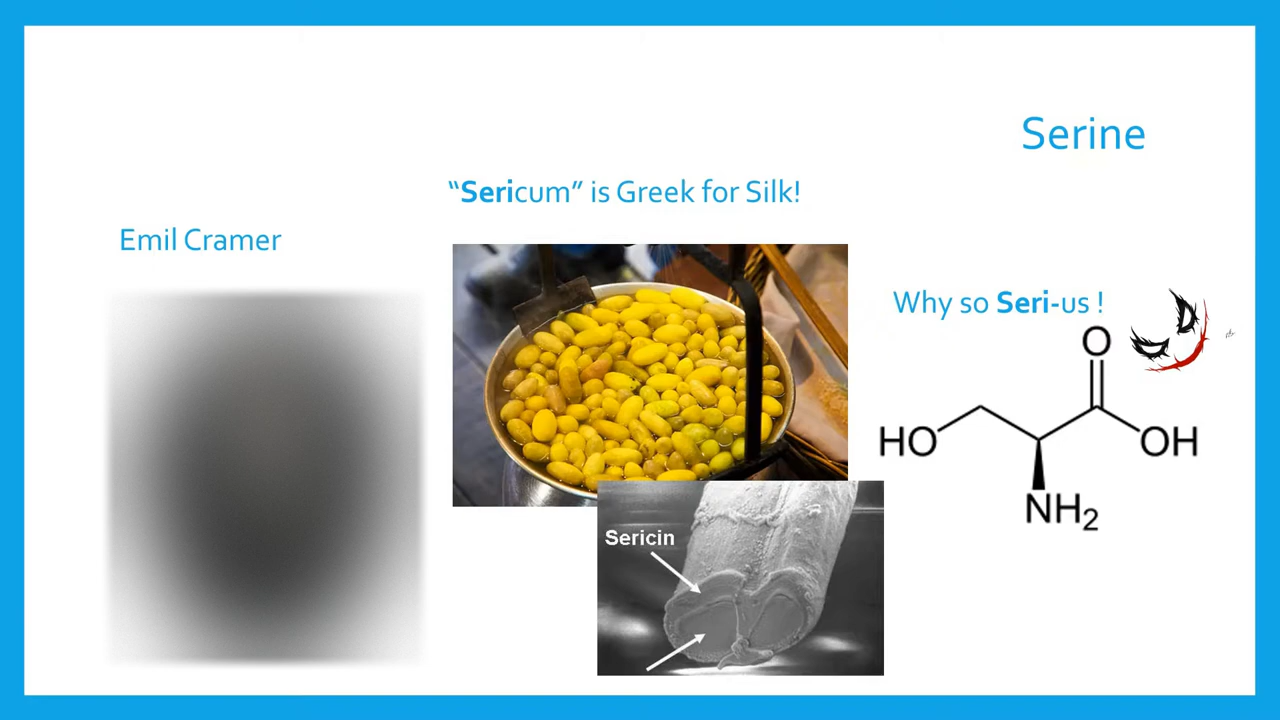 Serine
“Sericum” is Greek for Silk!
Emil Cramer
Why so Seri-us !
O
HO
OH
NH2
Sericin